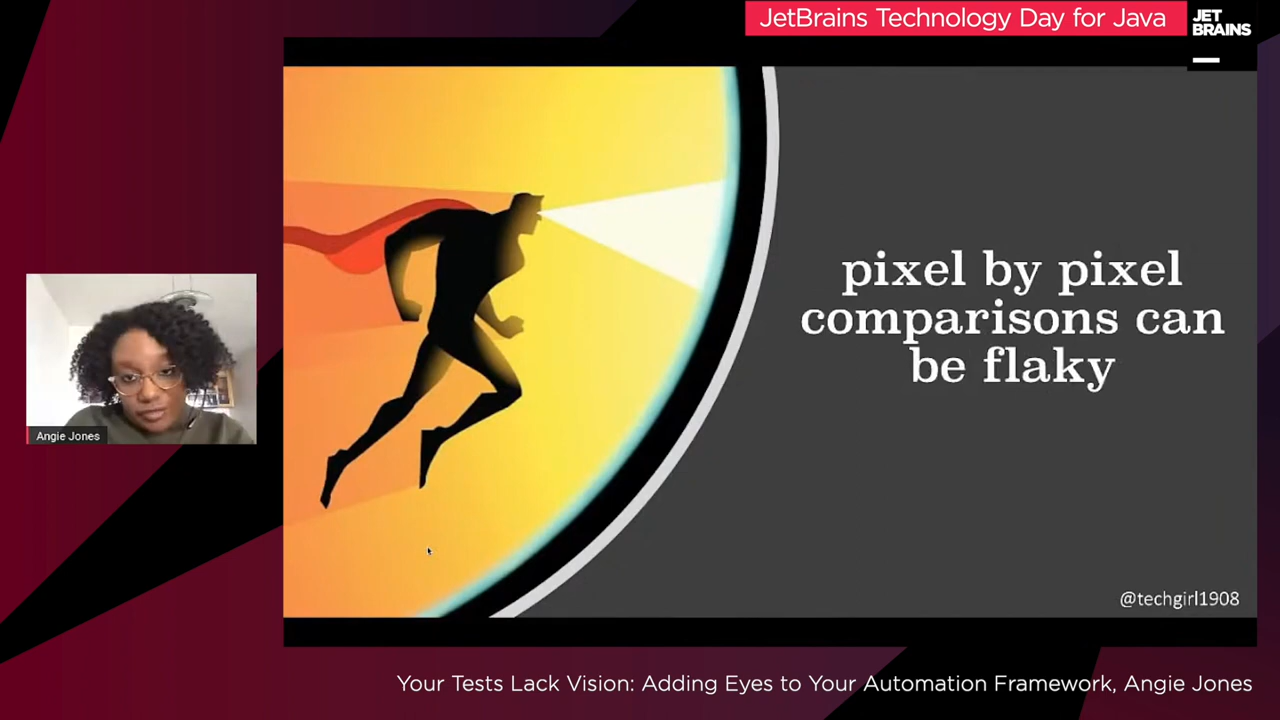 JetBrains Technology Day for Java
JET
BRAINS
pixel by pixel
comparisons can
be flaky
Angie Jones
@techgirl1908
Your Tests Lack Vision: Adding Eyes to Your Automation Framework, Angie Jones